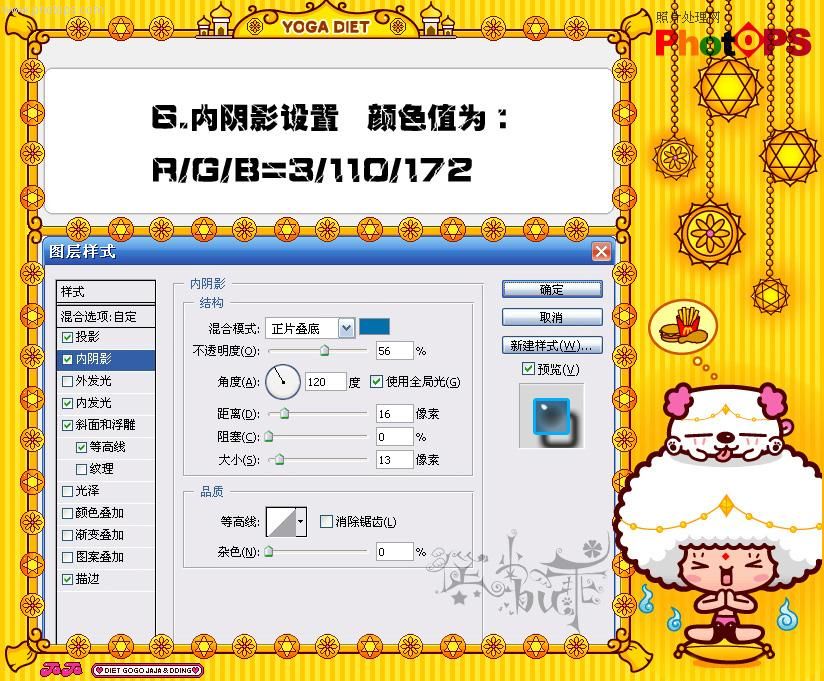 YOGA DIET
照片处理网
PhotOPS
6.内阴影设置 颜色值为：
R/G/B=3/110/172
图层样式
样式
混合选项:自定
投影
内阴影
外发光
内发光
斜面和浮雕
等高线
纹理
光泽
颜色叠加
渐变叠加
图案叠加
描边
内阴影
结构
混合模式: 正片叠底
不透明度(O): 56 %
角度(A): 120 度 使用全局光(G)
距离(D): 16 像素
阻塞(C): 0 %
大小(S): 13 像素
品质
等高线: 消除锯齿(L)
杂色(N): 0 %
确定
取消
新建样式(W)...
预览(V)
DIET GOGO JAJA & DDING